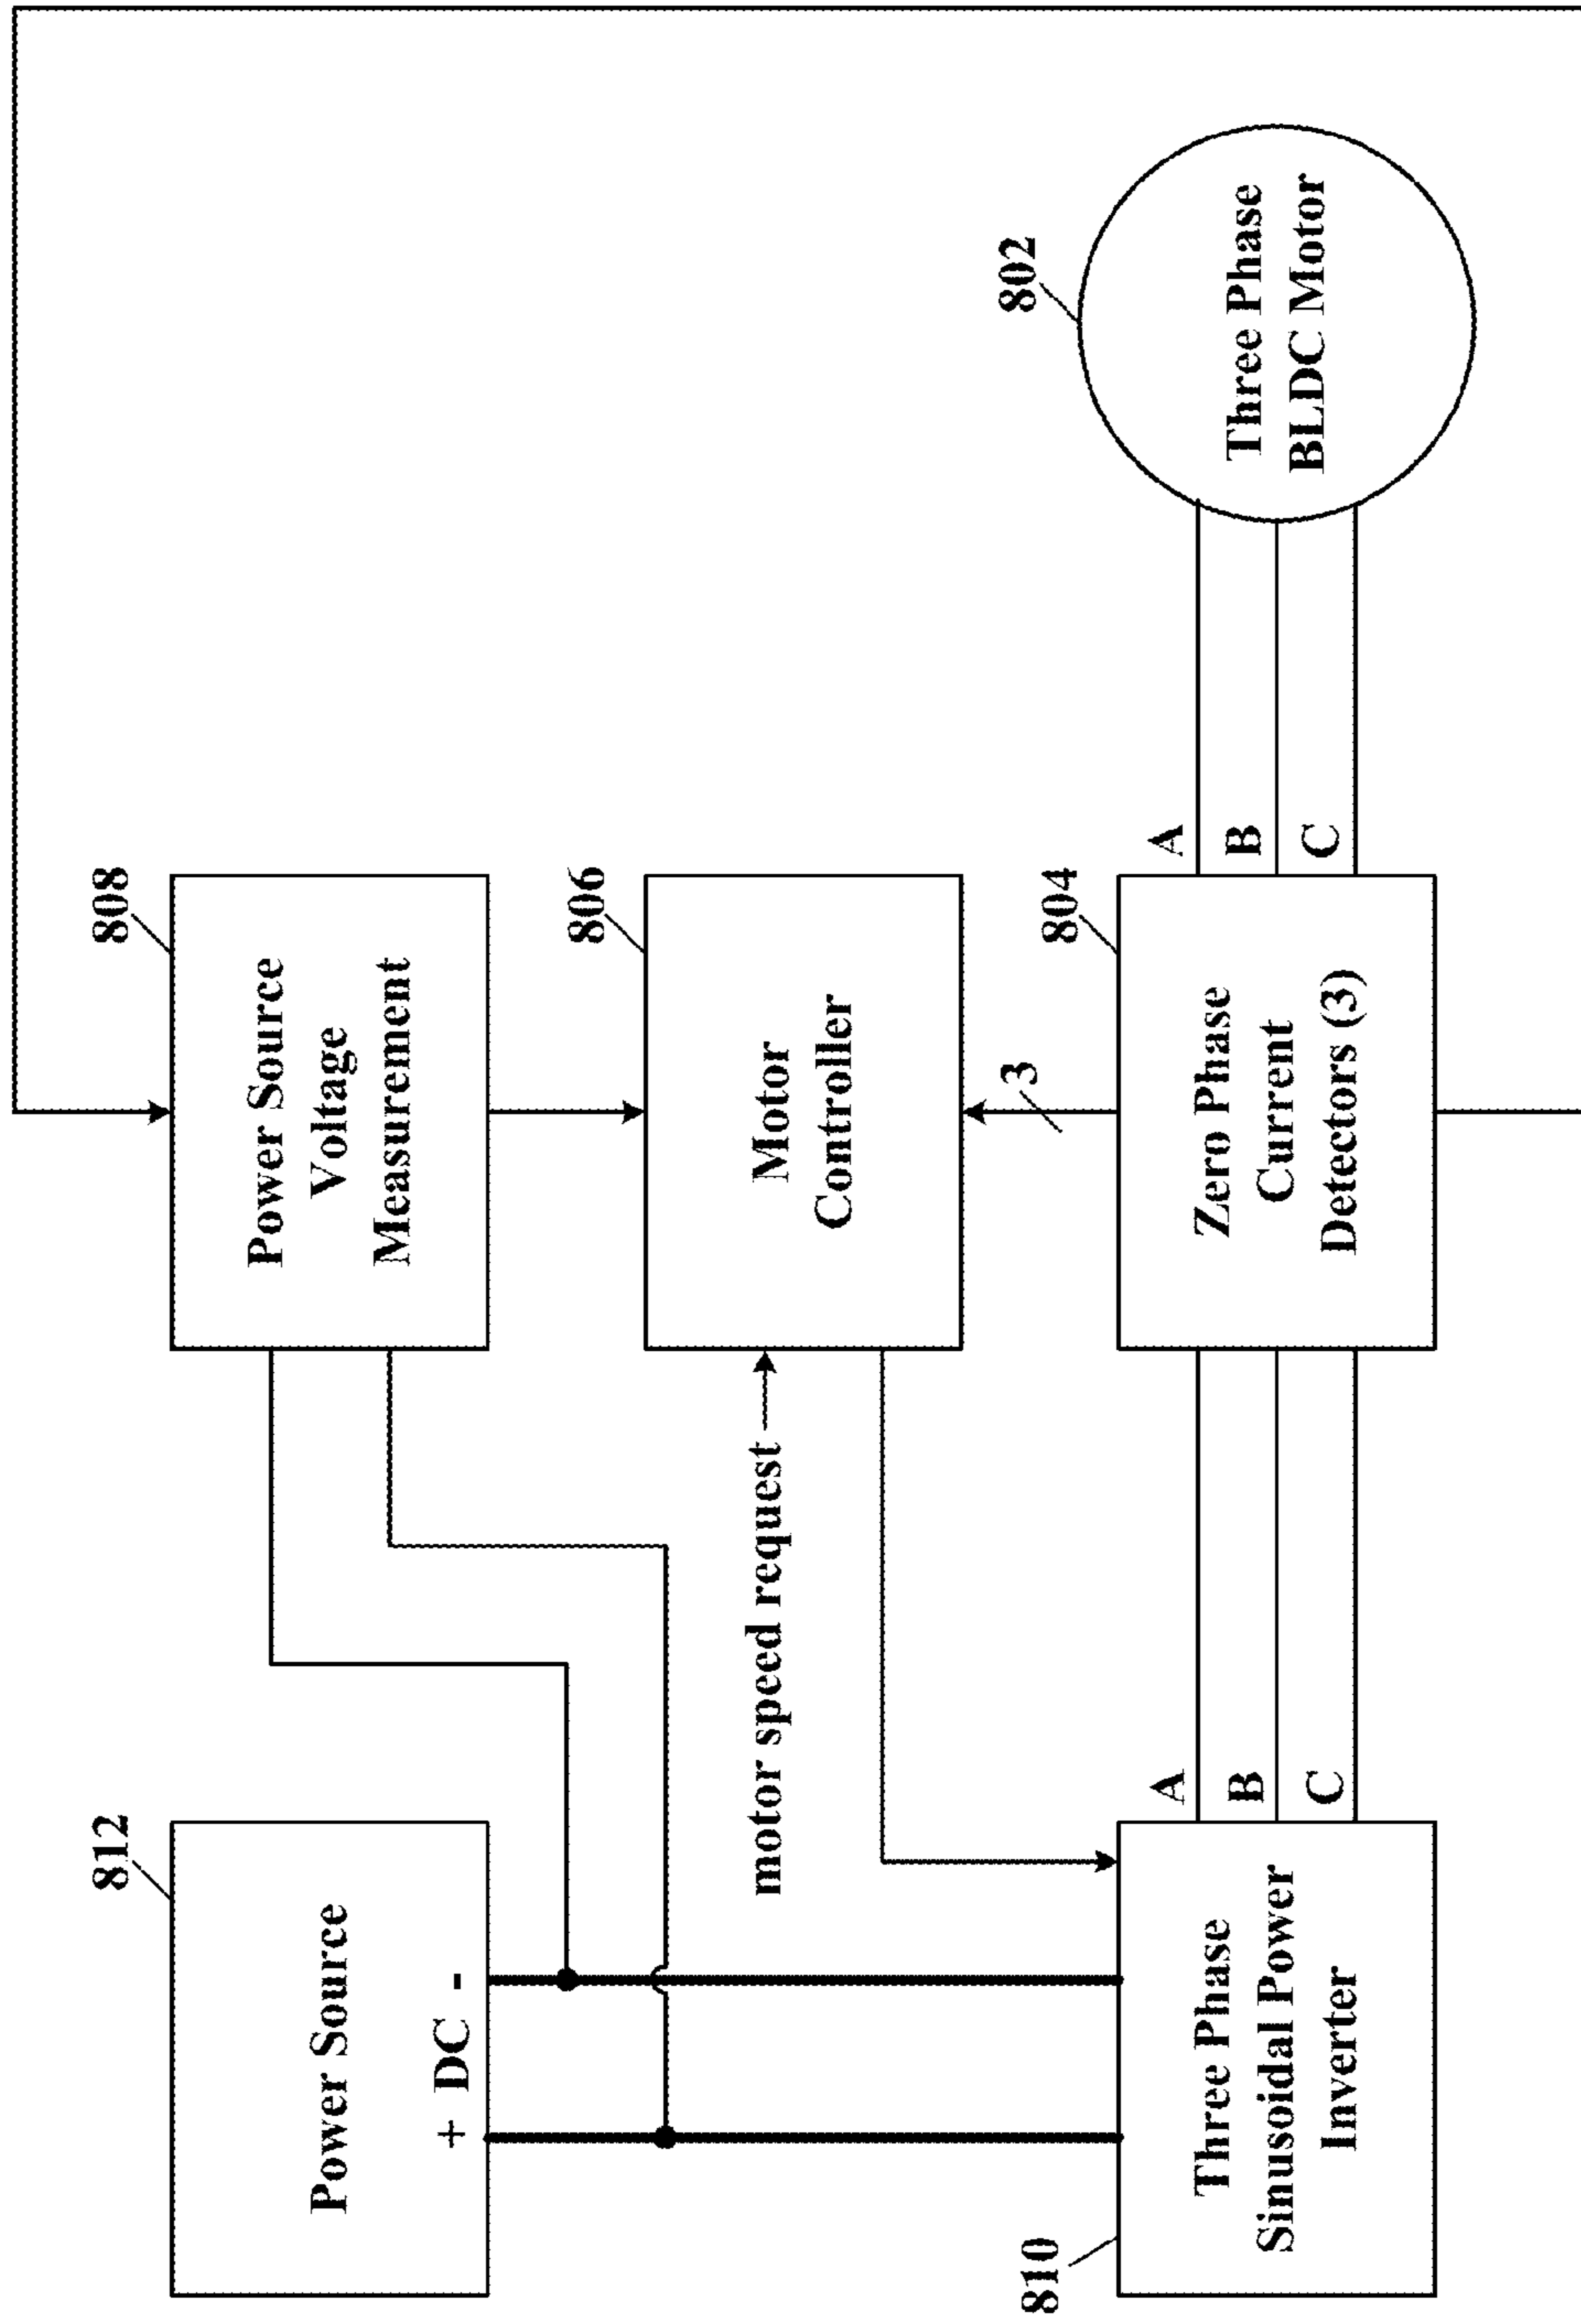 812
Power Source
+ DC -
808
Power Source
Voltage
Measurement
motor speed request
806
Motor
Controller
3
810
Three Phase
Sinusoidal Power
Inverter
A
B
C
804
Zero Phase
Current
Detectors (3)
A
B
C
802
Three Phase
BLDC Motor